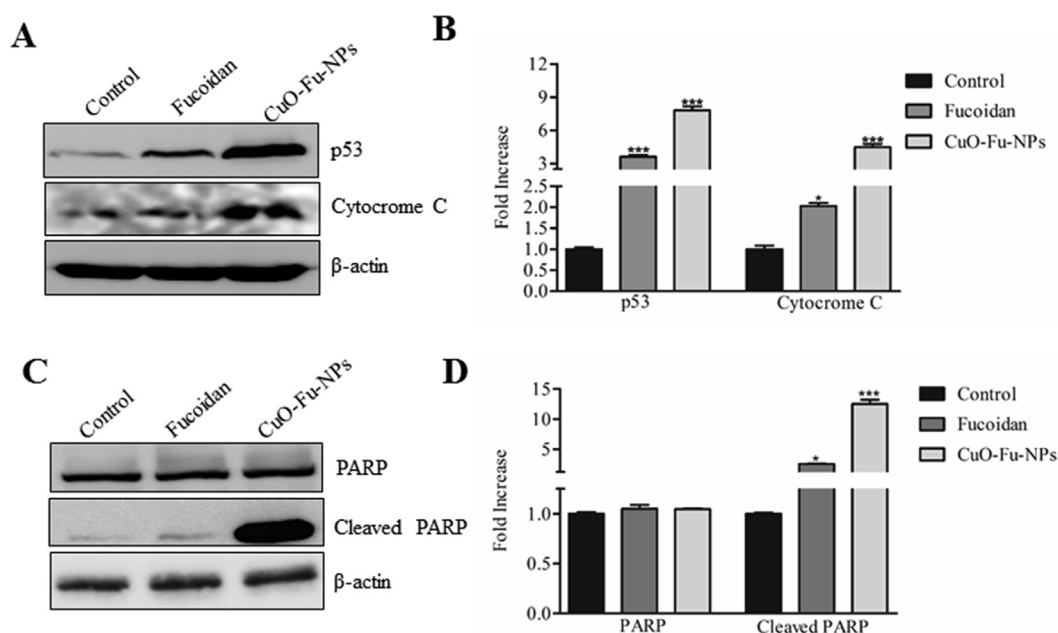 A
Control
Fucoidan
CuO-Fu-NPs
p53
Cytocrome C
β-actin
B
Fold Increase
12
9
6
3
2.5
2.0
1.5
1.0
0.5
0.0
***
***
*
***
p53
Cytocrome C
Control
Fucoidan
CuO-Fu-NPs
C
Control
Fucoidan
CuO-Fu-NPs
PARP
Cleaved PARP
β-actin
D
Fold Increase
15
10
5
1.0
0.5
0.0
*
***
PARP
Cleaved PARP
Control
Fucoidan
CuO-Fu-NPs